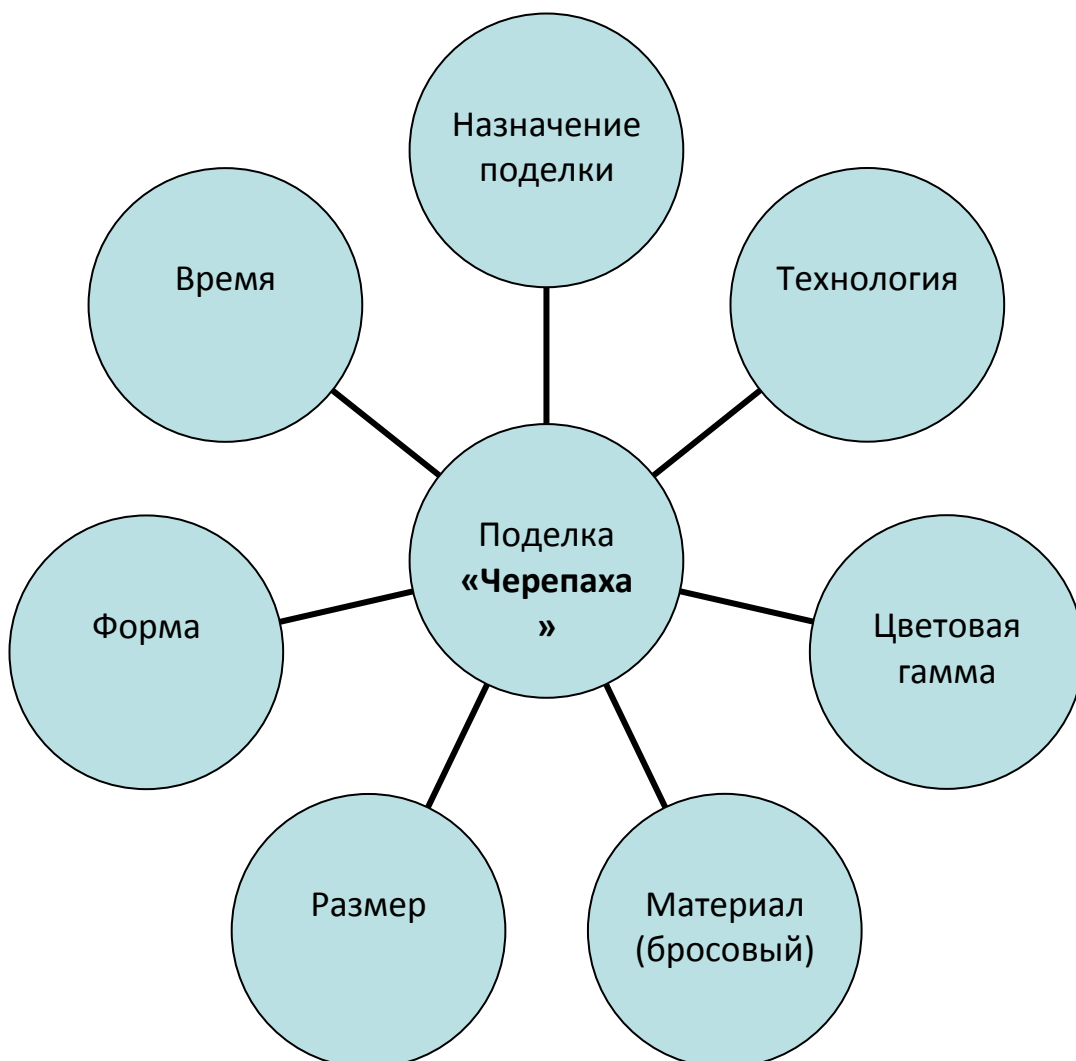 Назначение
поделки
Время
Технология
Поделка
«Черепаха
»
Форма
Цветовая
гамма
Размер
Материал
(бросовый)